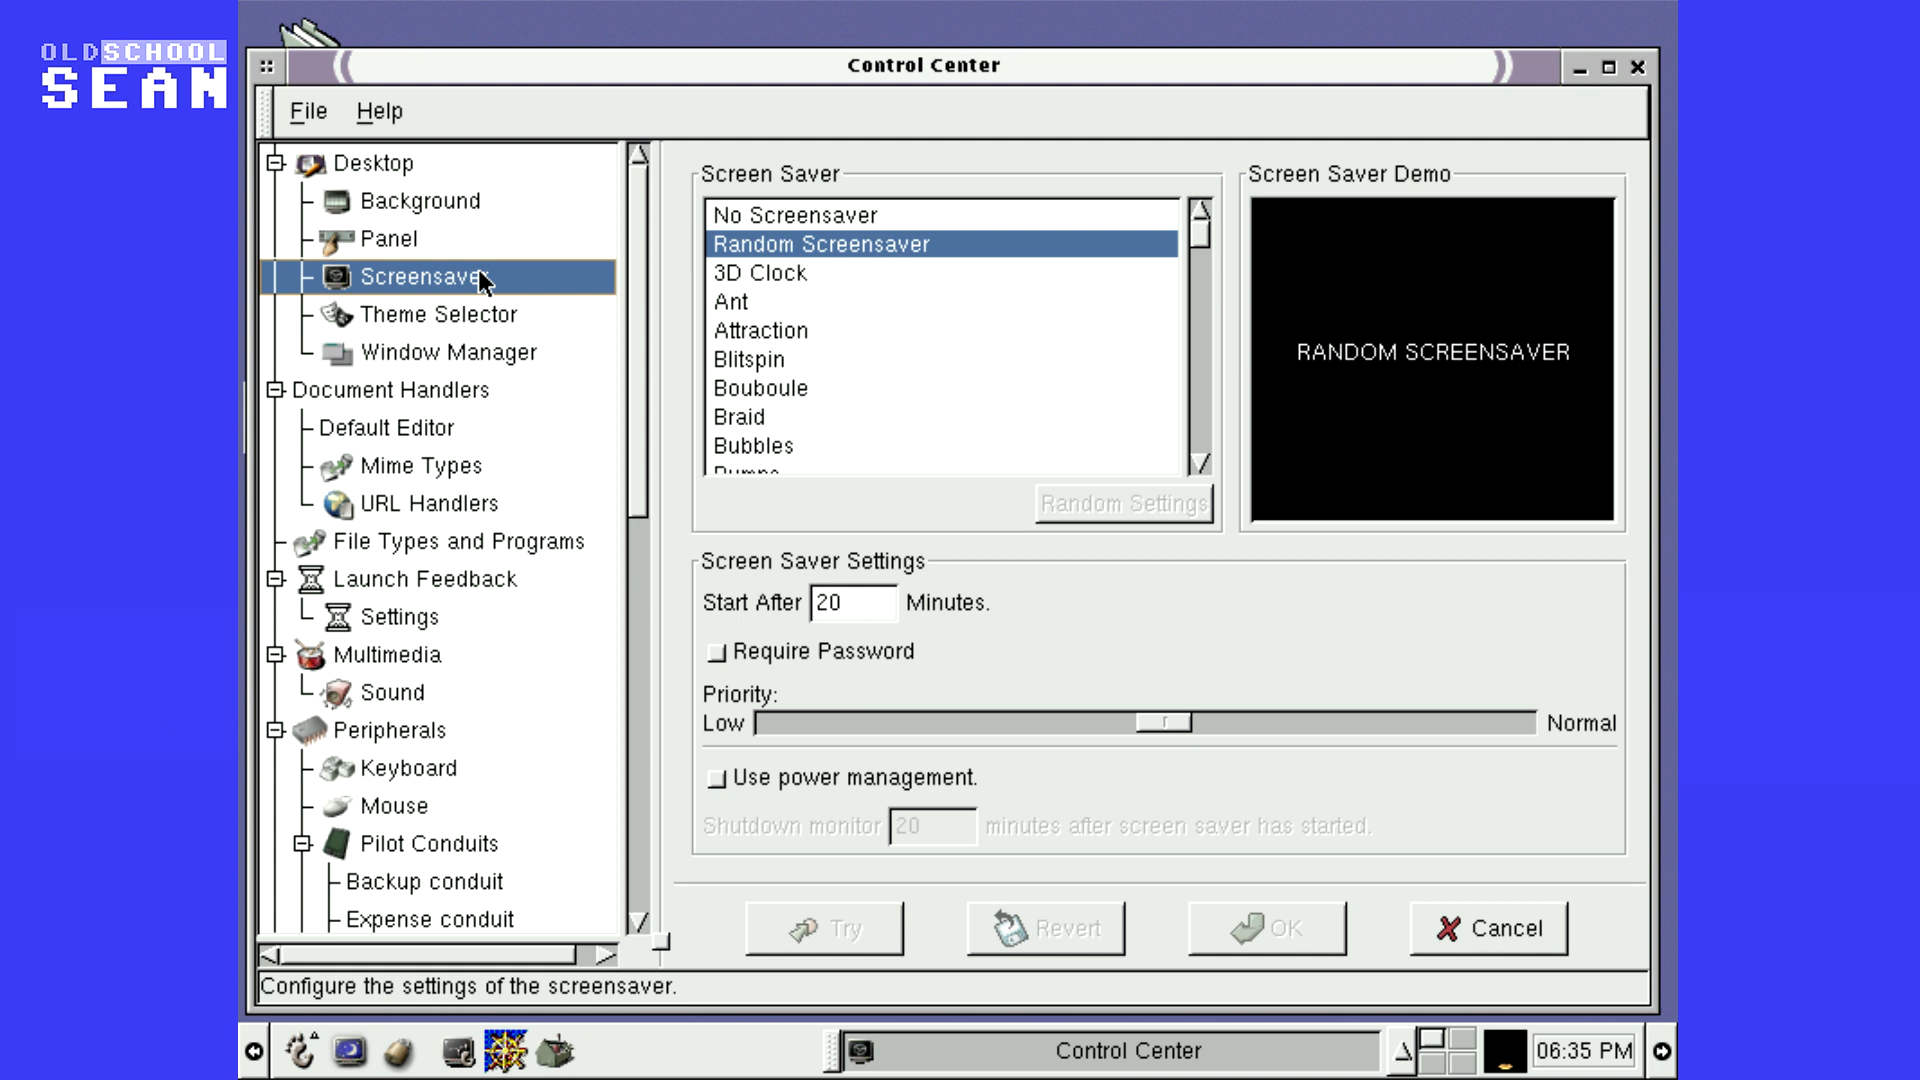 OLDSCHOOL
SEAN
Control Center
File Help
Desktop
Background
Panel
Screensaver
Theme Selector
Window Manager
Document Handlers
Default Editor
Mime Types
URL Handlers
File Types and Programs
Launch Feedback
Settings
Multimedia
Sound
Peripherals
Keyboard
Mouse
Pilot Conduits
Backup conduit
Expense conduit
Screen Saver
No Screensaver
Random Screensaver
3D Clock
Ant
Attraction
Blitspin
Bouboule
Braid
Bubbles
Random Settings
Screen Saver Demo
RANDOM SCREENSAVER
Screen Saver Settings
Start After 20 Minutes.
Require Password
Priority:
Low Normal
Use power management.
Shutdown monitor 20 minutes after screen saver has started.
Try Revert OK Cancel
Configure the settings of the screensaver.
Control Center 06:35 PM